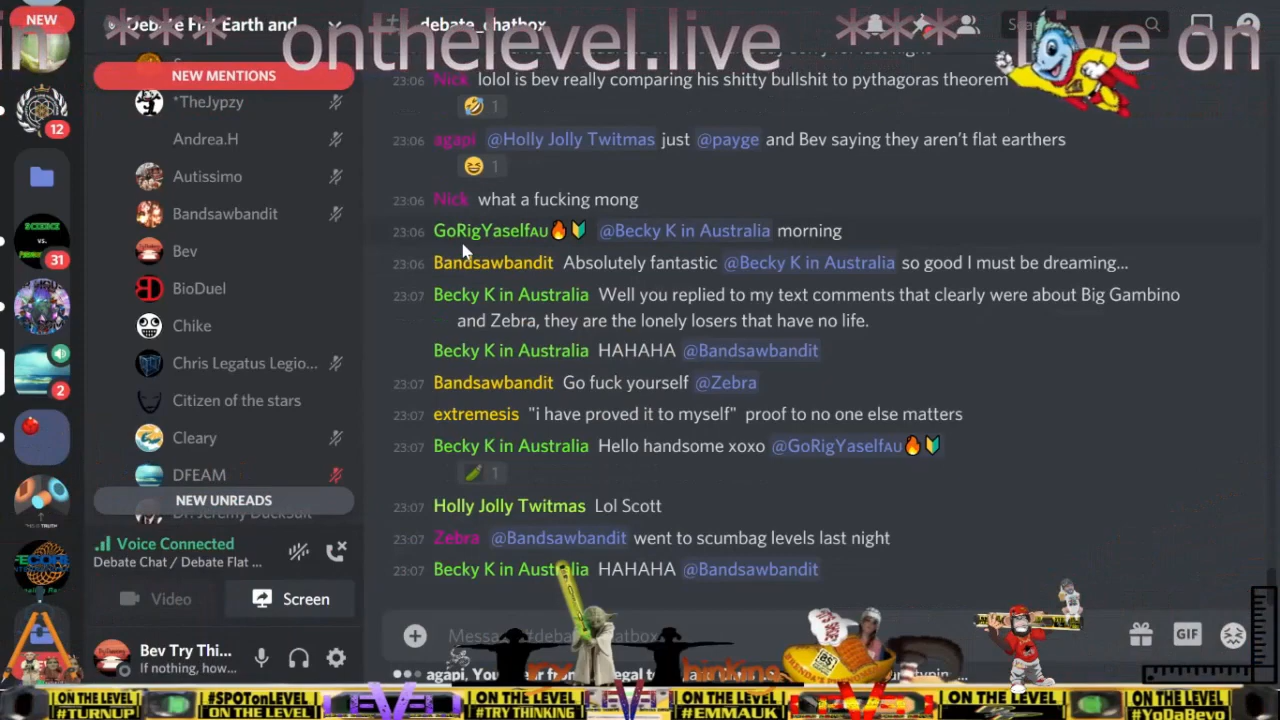 NEW
Debate Flat Earth and
debate_chatbox
*** onthelevel.live *** Live on
NEW MENTIONS
12
31
2
*TheJypzy
Andrea.H
Autissimo
Bandsawbandit
Bev
BioDuel
Chike
Chris Legatus Legio...
Citizen of the stars
Cleary
DFEAM
NEW UNREADS
Voice Connected
Debate Chat / Debate Flat ...
Video
Screen
Bev Try Thi...
If nothing, how...
23:06 Nick lolol is bev really comparing his shitty bullshit to pythagoras theorem
1
23:06 agapi @Holly Jolly Twitmas just @payge and Bev saying they aren't flat earthers
1
23:06 Nick what a fucking mong
23:06 GoRigYaselfAU🔥🔰 @Becky K in Australia morning
23:06 Bandsawbandit Absolutely fantastic @Becky K in Australia so good I must be dreaming...
23:07 Becky K in Australia Well you replied to my text comments that clearly were about Big Gambino
and Zebra, they are the lonely losers that have no life.
Becky K in Australia HAHAHA @Bandsawbandit
23:07 Bandsawbandit Go fuck yourself @Zebra
23:07 extremesis "i have proved it to myself" proof to no one else matters
23:07 Becky K in Australia Hello handsome xoxo @GoRigYaselfAU🔥🔰
1
23:07 Holly Jolly Twitmas Lol Scott
23:07 Zebra @Bandsawbandit went to scumbag levels last night
23:07 Becky K in Australia HAHAHA @Bandsawbandit
GIF
ON THE LEVEL
#TURNUP
#SPOTonLEVEL
ON THE LEVEL
ON THE LEVEL
#TRY THINKING
ON THE LEVEL
#EMMAUK
ON THE LEVEL
#YoDaBev